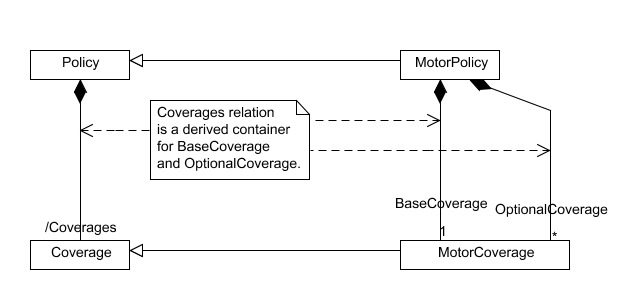 Policy
MotorPolicy
Coverages relation
is a derived container
for BaseCoverage
and OptionalCoverage.
BaseCoverage
OptionalCoverage
/Coverages
1
*
Coverage
MotorCoverage